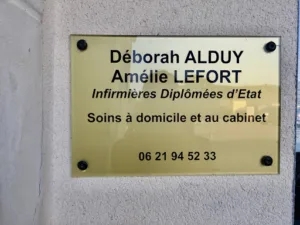 Déborah ALDUY
Amélie LEFORT
Infirmières Diplômées d'Etat
Soins à domicile et au cabinet
06 21 94 52 33